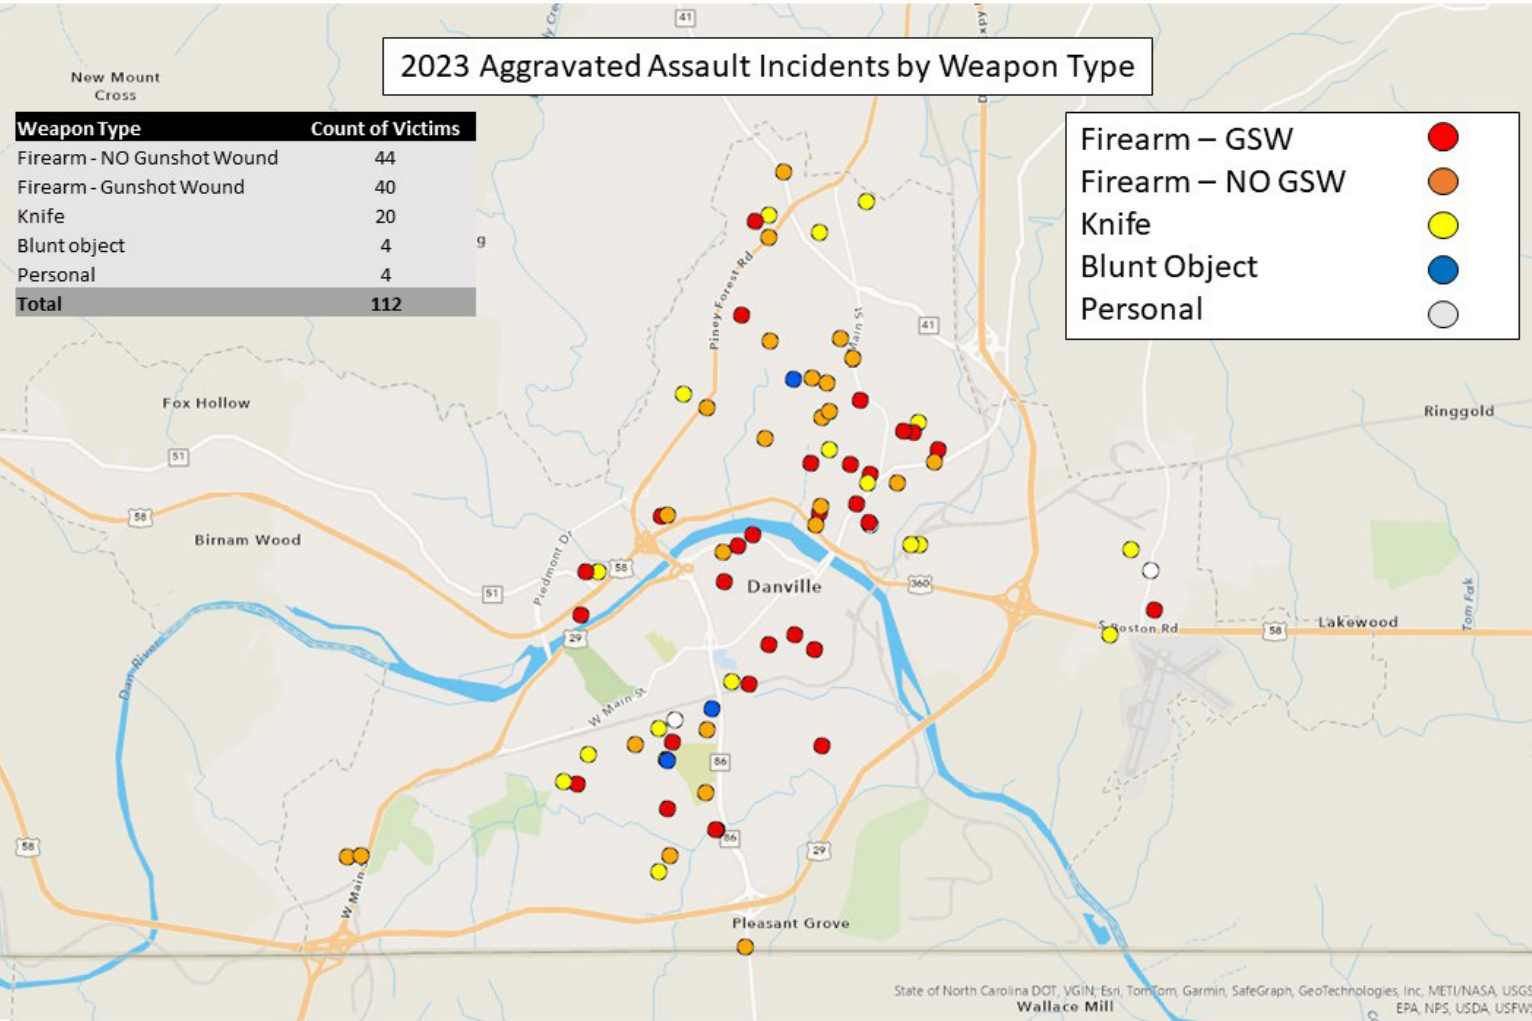 41
dy Cre
2023 Aggravated Assault Incidents by Weapon Type
New Mount
Cross
Weapon Type Count of Victims
Firearm - NO Gunshot Wound 44
Firearm - Gunshot Wound 40
Knife 20
Blunt object 4
Personal 4
Total 112
g
Firearm – GSW
Firearm – NO GSW
Knife
Blunt Object
Personal
Piney Forest Rd
Main St
41
Fox Hollow
Ringgold
51
58
Birnam Wood
Piedmont Dr
58
51
Danville
360
Tom Fork
S Boston Rd
58
Lakewood
29
Dan River
W Main St
86
58
86
29
W Main
Pleasant Grove
State of North Carolina DOT, VGIN, Esri, TomTom, Garmin, SafeGraph, GeoTechnologies, Inc, METI/NASA, USGS
Wallace Mill
EPA, NPS, USDA, USFW